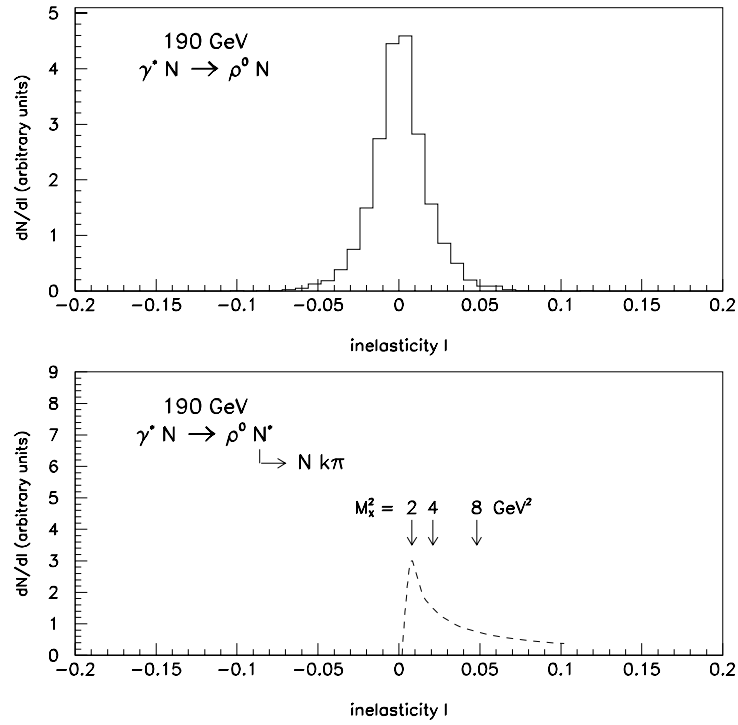 5
4
3
2
1
0
dN/dI (arbitrary units)
190 GeV
γ* N → ρ⁰ N
−0.2 −0.15 −0.1 −0.05 0 0.05 0.1 0.15 0.2
inelasticity I
9
8
7
6
5
4
3
2
1
0
dN/dI (arbitrary units)
190 GeV
γ* N → ρ⁰ N*
→ N kπ
Mₓ² = 2 4 8 GeV²
−0.2 −0.15 −0.1 −0.05 0 0.05 0.1 0.15 0.2
inelasticity I